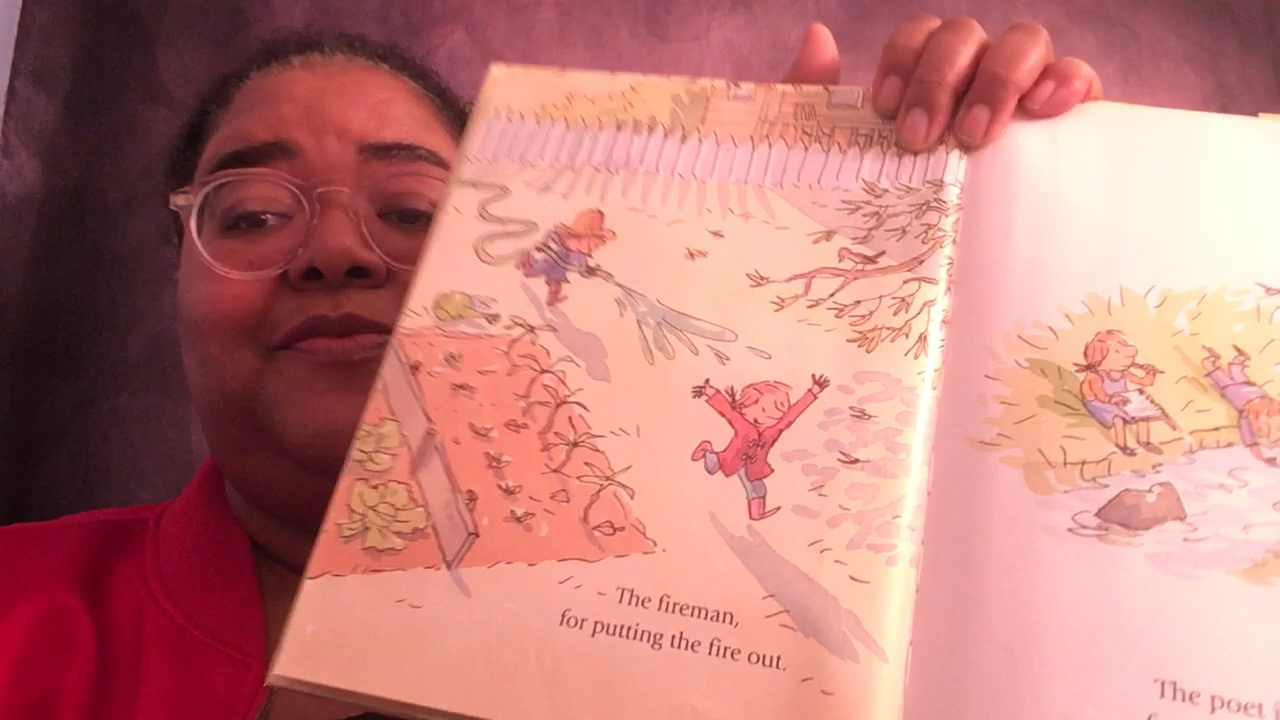 The fireman,
for putting the fire out.
The poet